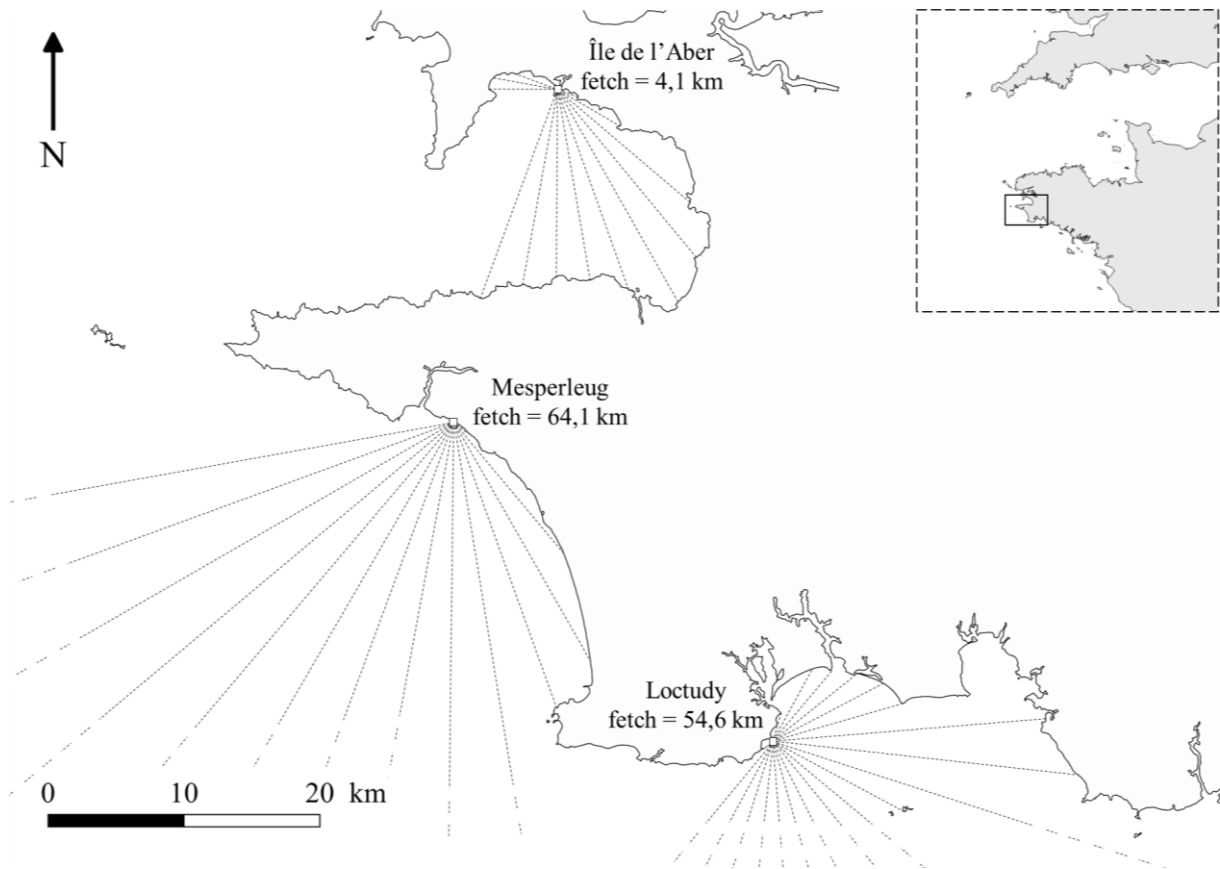 Île de l’Aber
fetch = 4,1 km
N
Mesperleug
fetch = 64,1 km
Loctudy
fetch = 54,6 km
0 10 20 km